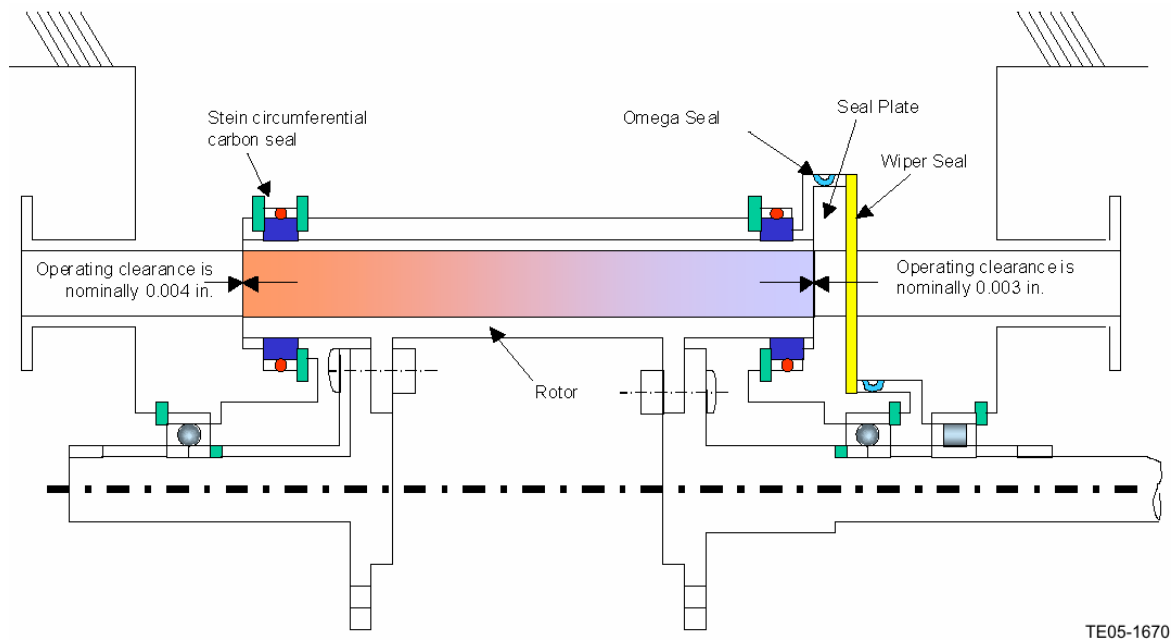 Stein circumferential
carbon seal
Omega Seal
Seal Plate
Wiper Seal
Operating clearance is
nominally 0.004 in.
Operating clearance is
nominally 0.003 in.
Rotor
TE05-1670